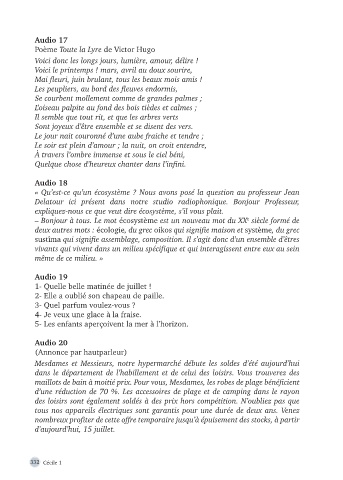 Audio 17
Poème Toute la Lyre de Victor Hugo
Voici donc les longs jours, lumière, amour, délire !
Voici le printemps ! mars, avril au doux sourire,
Mai fleuri, juin brulant, tous les beaux mois amis !
Les peupliers, au bord des fleuves endormis,
Se courbent mollement comme de grandes palmes ;
L'oiseau palpite au fond des bois tièdes et calmes ;
Il semble que tout rit, et que les arbres verts
Sont joyeux d'être ensemble et se disent des vers.
Le jour nait couronné d'une aube fraiche et tendre ;
Le soir est plein d'amour ; la nuit, on croit entendre,
À travers l'ombre immense et sous le ciel béni,
Quelque chose d'heureux chanter dans l'infini.
Audio 18
« Qu'est-ce qu'un écosystème ? Nous avons posé la question au professeur Jean
Delatour ici présent dans notre studio radiophonique. Bonjour Professeur,
expliquez-nous ce que veut dire écosystème, s'il vous plait.
– Bonjour à tous. Le mot écosystème est un nouveau mot du XXe siècle formé de
deux autres mots : écologie, du grec oikos qui signifie maison et système, du grec
sustima qui signifie assemblage, composition. Il s'agit donc d'un ensemble d'êtres
vivants qui vivent dans un milieu spécifique et qui interagissent entre eux au sein
même de ce milieu. »
Audio 19
1- Quelle belle matinée de juillet !
2- Elle a oublié son chapeau de paille.
3- Quel parfum voulez-vous ?
4- Je veux une glace à la fraise.
5- Les enfants aperçoivent la mer à l'horizon.
Audio 20
(Annonce par hautparleur)
Mesdames et Messieurs, notre hypermarché débute les soldes d'été aujourd'hui
dans le département de l'habillement et de celui des loisirs. Vous trouverez des
maillots de bain à moitié prix. Pour vous, Mesdames, les robes de plage bénéficient
d'une réduction de 70 %. Les accessoires de plage et de camping dans le rayon
des loisirs sont également soldés à des prix hors compétition. N'oubliez pas que
tous nos appareils électriques sont garantis pour une durée de deux ans. Venez
nombreux profiter de cette offre temporaire jusqu'à épuisement des stocks, à partir
d'aujourd'hui, 15 juillet.
Cécile 1